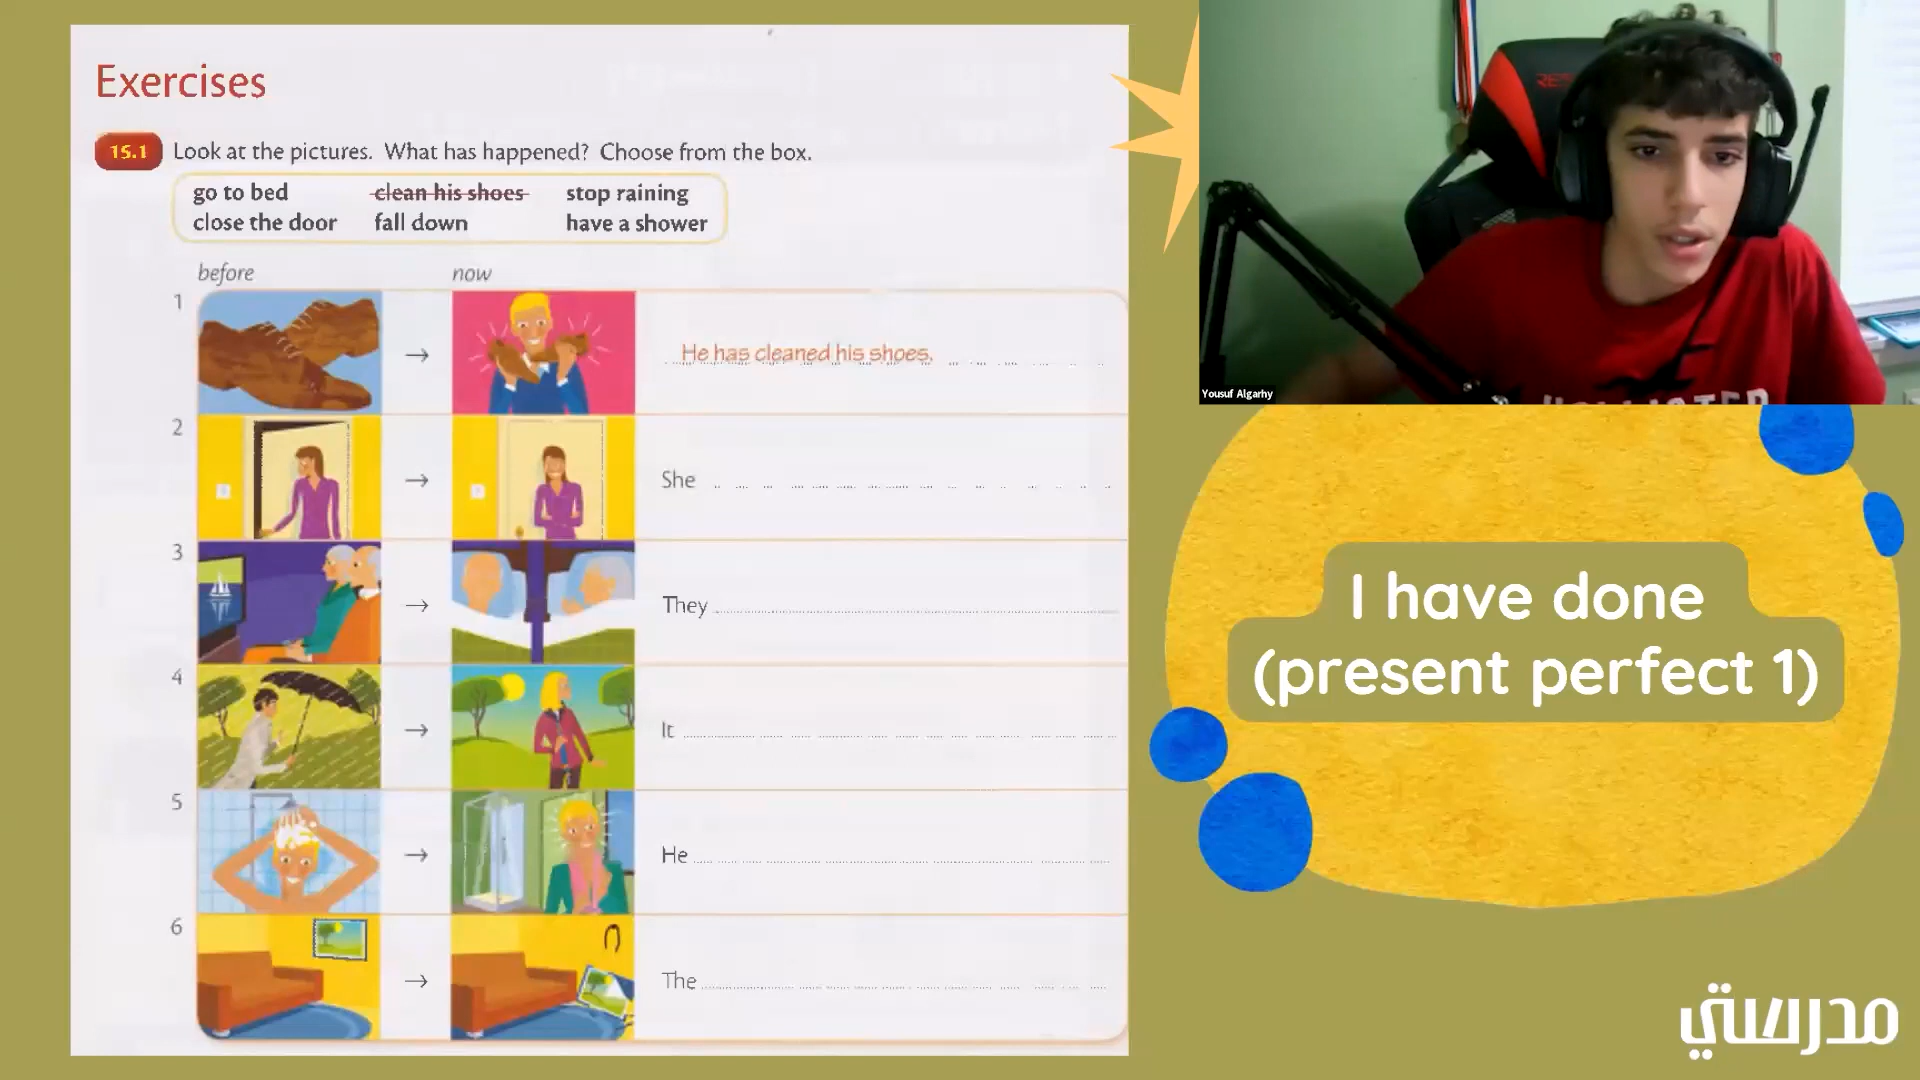 Exercises
15.1 Look at the pictures. What has happened? Choose from the box.
go to bed clean his shoes stop raining
close the door fall down have a shower
before now
1 → He has cleaned his shoes.
2 → She
3 → They
4 → It
5 → He
6 → The
Yousuf Algarhy
HOLLISTER
I have done
(present perfect 1)
مدرستي